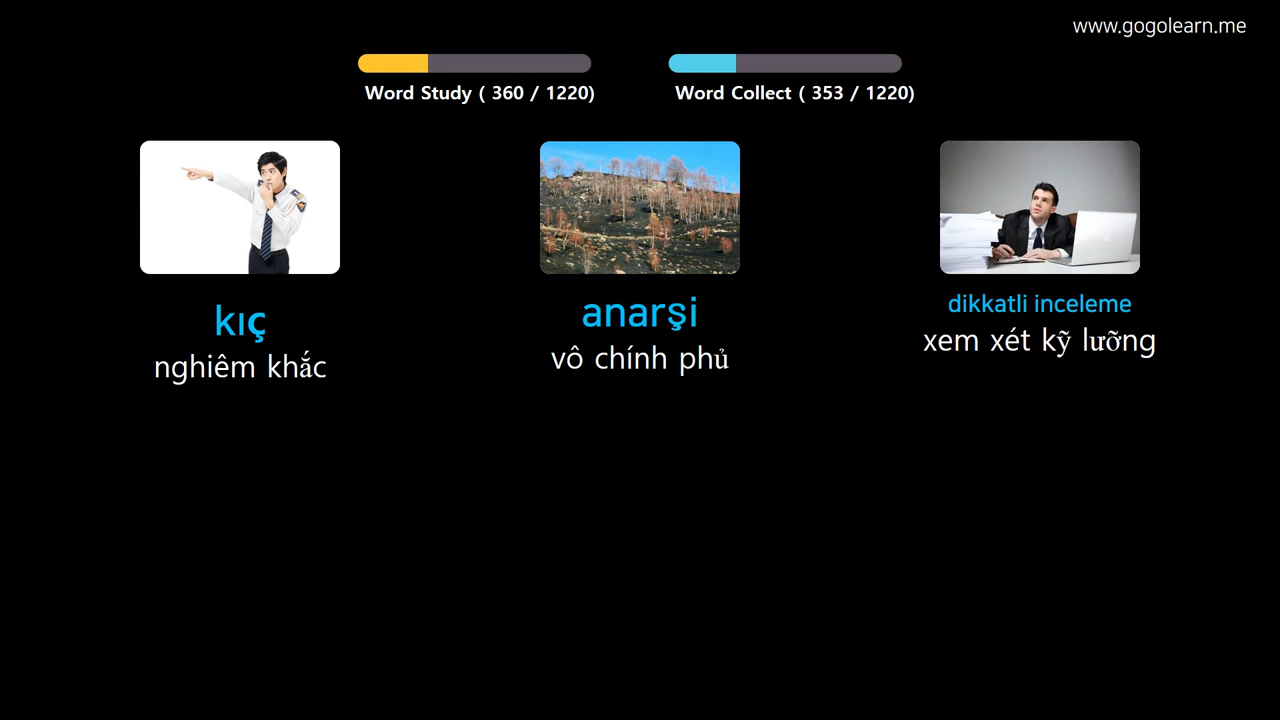 www.gogolearn.me
Word Study ( 360 / 1220)
Word Collect ( 353 / 1220)
kıç
nghiêm khắc
anarşi
vô chính phủ
dikkatli inceleme
xem xét kỹ lưỡng